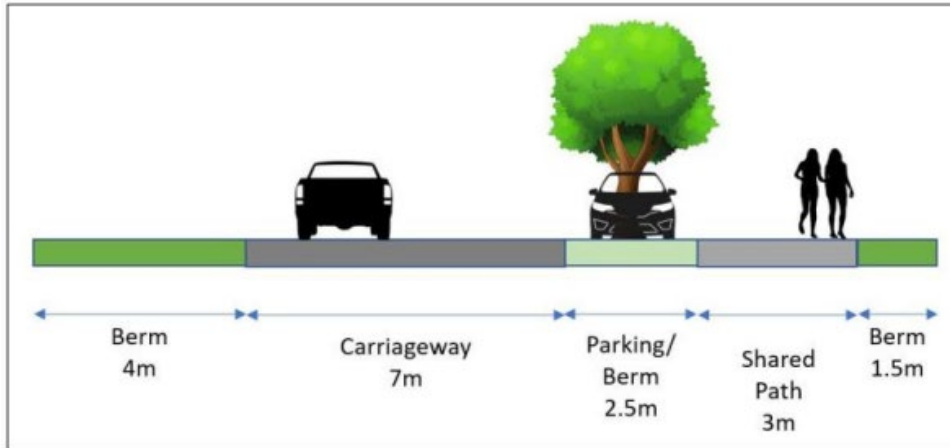 Berm
4m
Carriageway
7m
Parking/
Berm
2.5m
Shared
Path
3m
Berm
1.5m